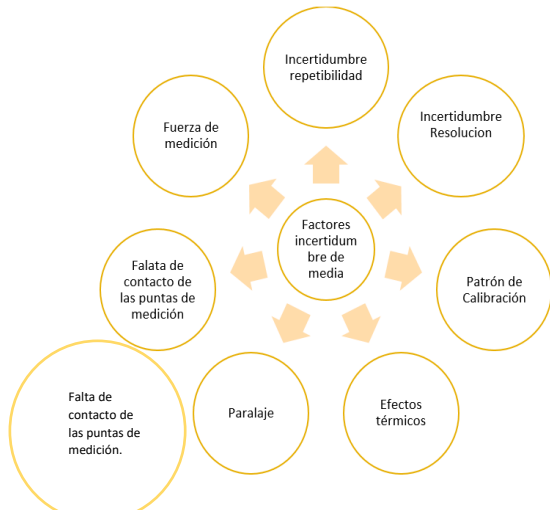 Incertidumbre
repetibilidad
Incertidumbre
Resolucion
Fuerza de
medición
Factores
incertidum
bre de
media
Falata de
contacto de
las puntas de
medición
Patrón de
Calibración
Falta de
contacto de
las puntas de
medición.
Paralaje
Efectos
térmicos